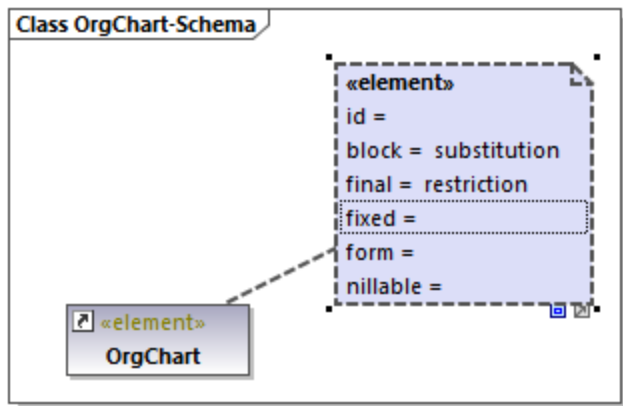 Class OrgChart-Schema
«element»
id =
block = substitution
final = restriction
fixed =
form =
nillable =
«element»
OrgChart